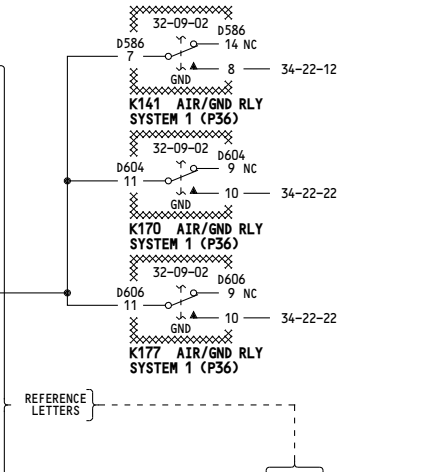 32-09-02
D586 D586
7 14 NC
8 34-22-12
GND
K141 AIR/GND RLY
SYSTEM 1 (P36)
32-09-02
D604 D604
11 9 NC
10 34-22-22
GND
K170 AIR/GND RLY
SYSTEM 1 (P36)
32-09-02
D606 D606
11 9 NC
10 34-22-22
GND
K177 AIR/GND RLY
SYSTEM 1 (P36)
REFERENCE
LETTERS